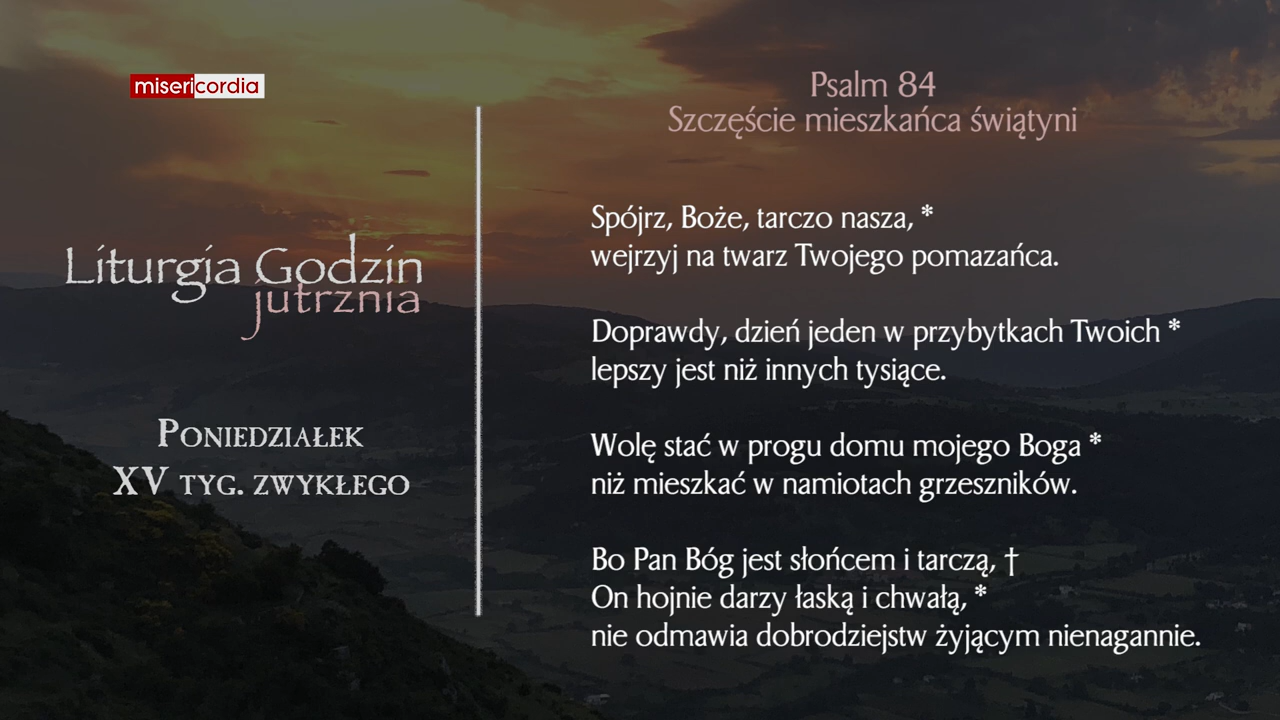 misericordia
Liturgia Godzin
jutrznia
Poniedziałek
XV tyg. zwykłego
Psalm 84
Szczęście mieszkańca świątyni
Spójrz, Boże, tarczo nasza, *
wejrzyj na twarz Twojego pomazańca.
Doprawdy, dzień jeden w przybytkach Twoich *
lepszy jest niż innych tysiące.
Wolę stać w progu domu mojego Boga *
niż mieszkać w namiotach grzeszników.
Bo Pan Bóg jest słońcem i tarczą, †
On hojnie darzy łaską i chwałą, *
nie odmawia dobrodziejstw żyjącym nienagannie.